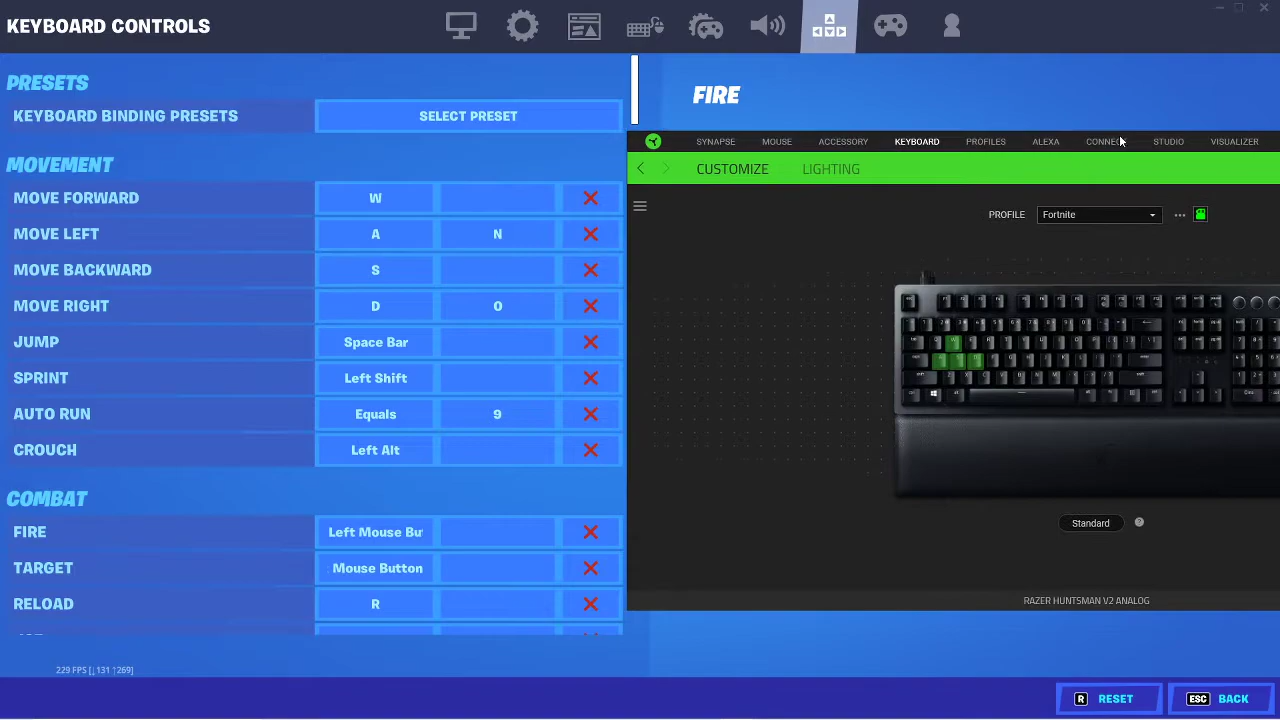 KEYBOARD CONTROLS
PRESETS
KEYBOARD BINDING PRESETS SELECT PRESET
MOVEMENT
MOVE FORWARD W
MOVE LEFT A N
MOVE BACKWARD S
MOVE RIGHT D 0
JUMP Space Bar
SPRINT Left Shift
AUTO RUN Equals 9
CROUCH Left Alt
COMBAT
FIRE Left Mouse Bu
TARGET Mouse Button
RELOAD R
229 FPS [↓131 ↑269]
FIRE
SYNAPSE MOUSE ACCESSORY KEYBOARD PROFILES ALEXA CONNEC STUDIO VISUALIZER
CUSTOMIZE LIGHTING
PROFILE Fortnite
Standard ?
RAZER HUNTSMAN V2 ANALOG
R RESET ESC BACK